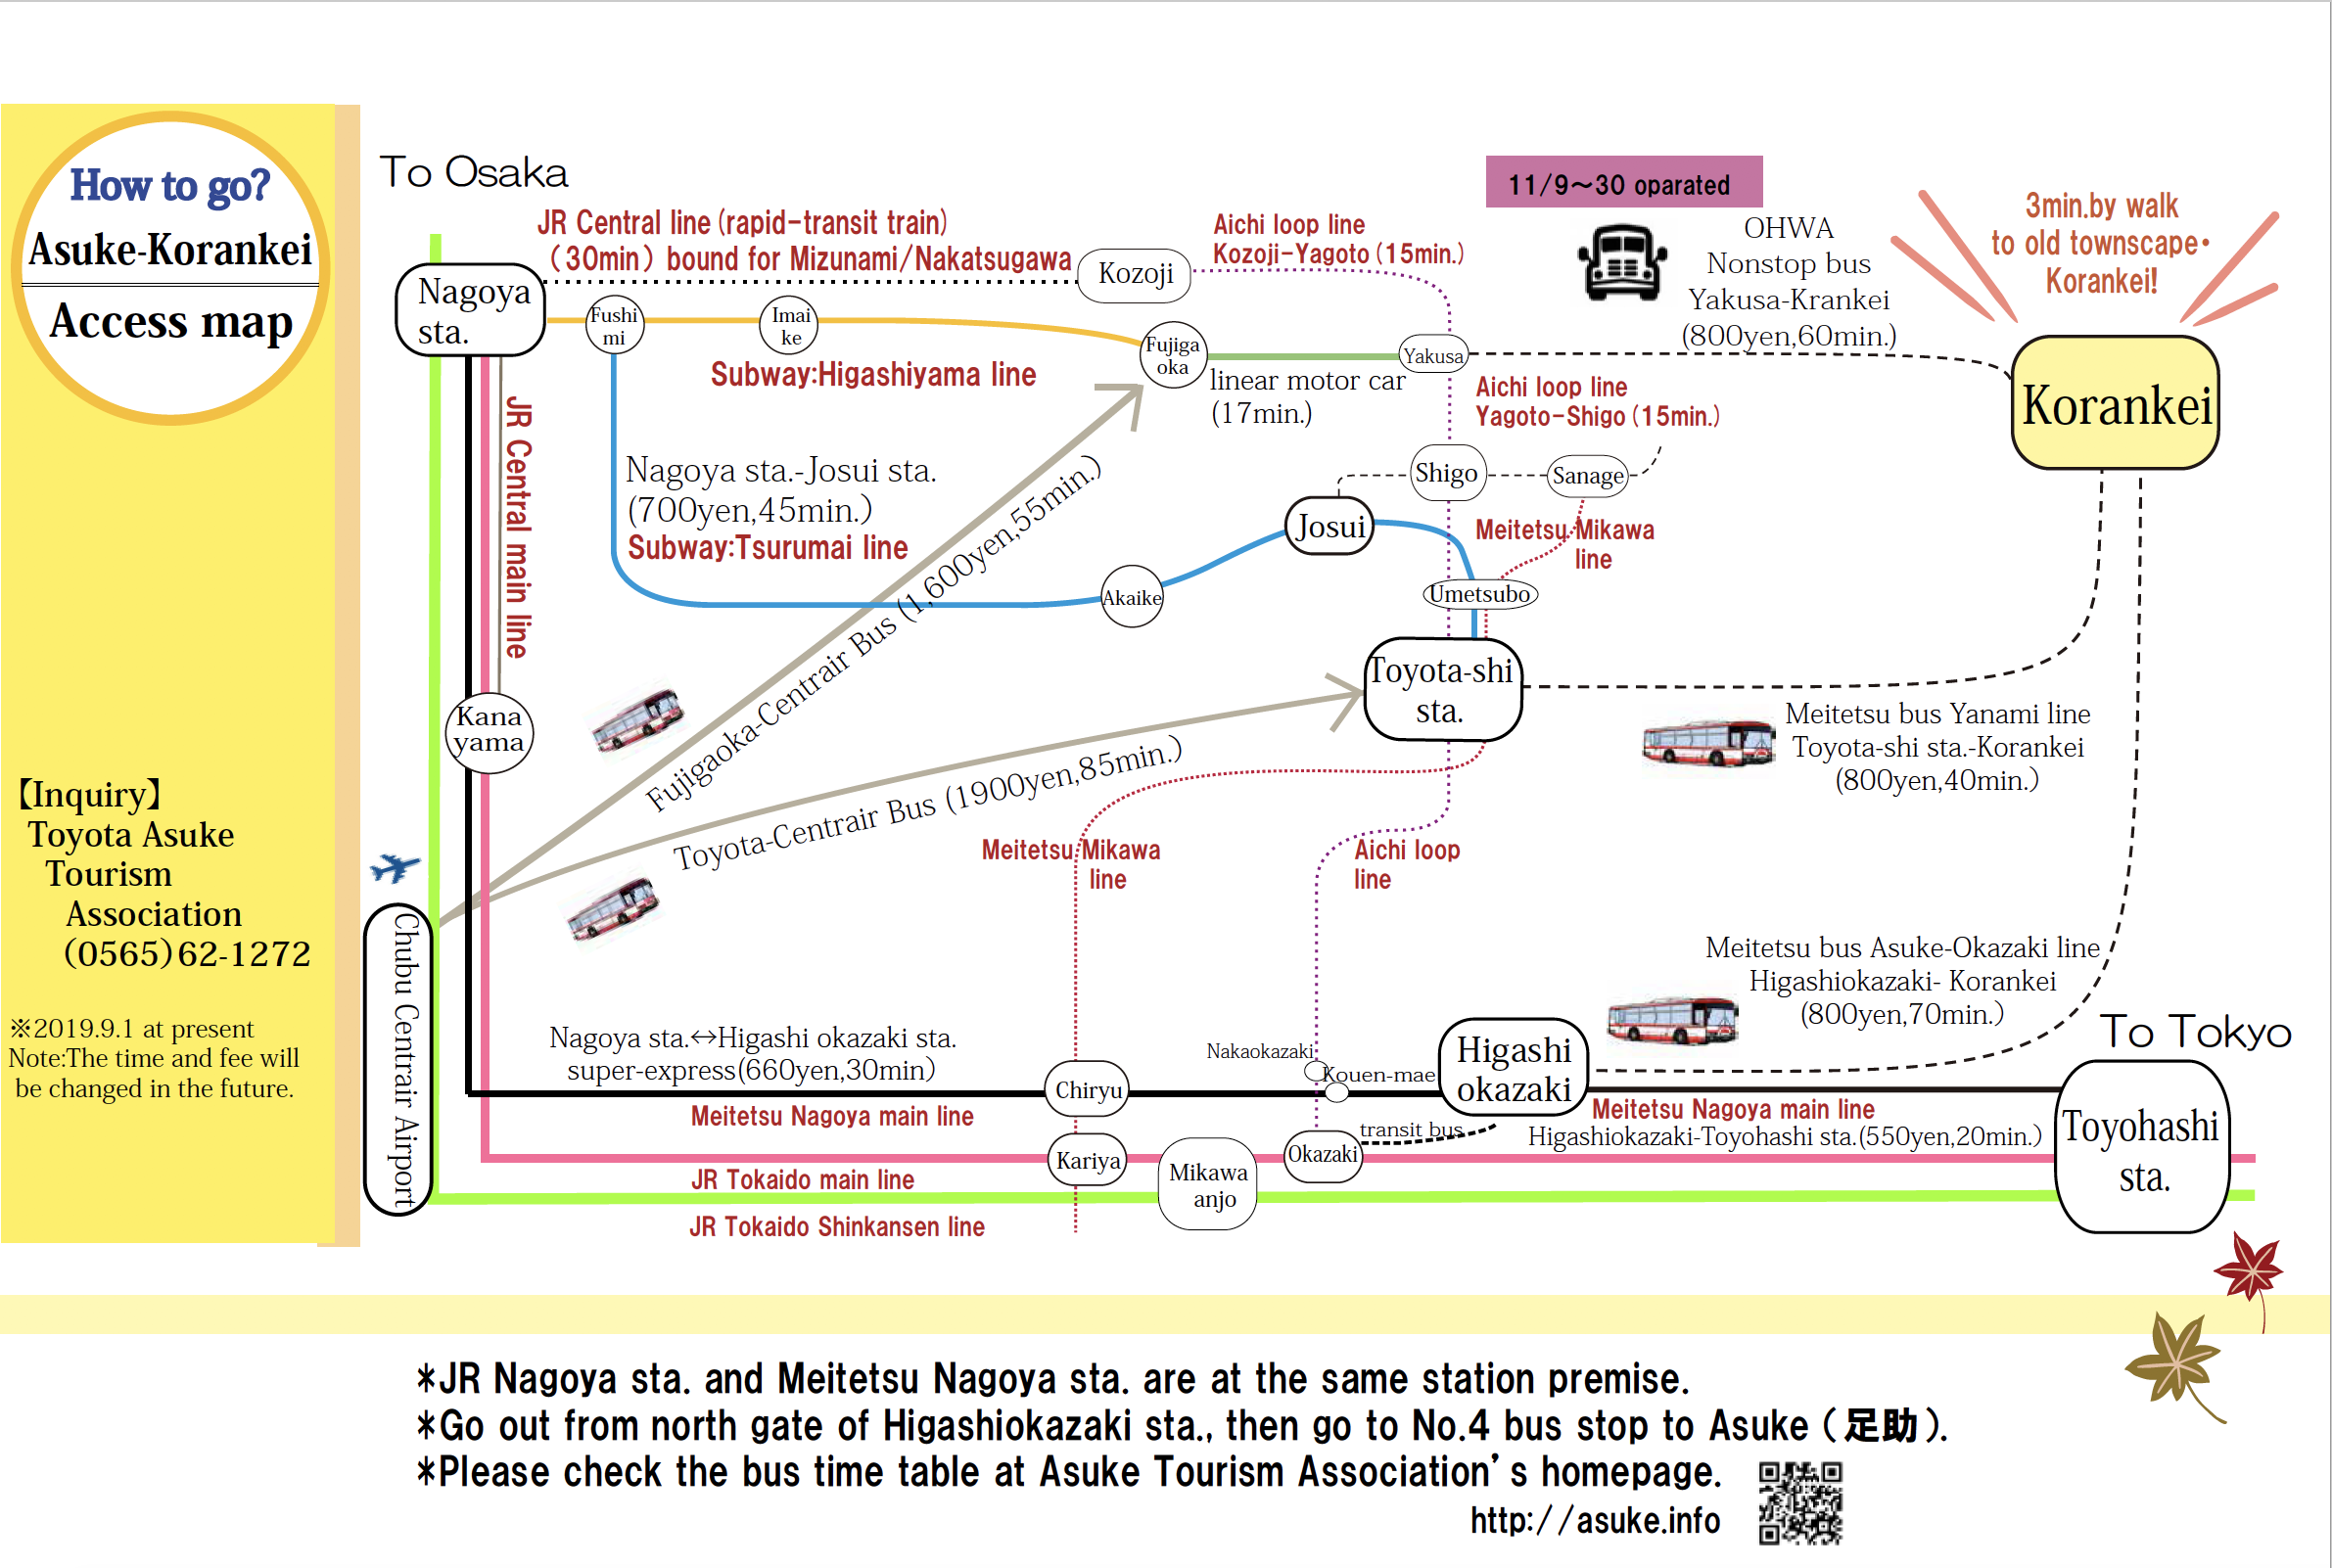 How to go?
Asuke-Korankei
Access map
【Inquiry】
Toyota Asuke
Tourism
Association
(0565)62-1272
※2019.9.1 at present
Note:The time and fee will
be changed in the future.
To Osaka
JR Central line(rapid-transit train)
(30min) bound for Mizunami/Nakatsugawa
Nagoya
sta.
Fushi
mi
Imai
ke
Subway:Higashiyama line
Kozoji
Aichi loop line
Kozoji-Yagoto(15min.)
11/9～30 oparated
OHWA
Nonstop bus
Yakusa-Krankei
(800yen,60min.)
3min.by walk
to old townscape・
Korankei!
Korankei
Fujiga
oka
linear motor car
(17min.)
Yakusa
Aichi loop line
Yagoto-Shigo(15min.)
JR Central main line
Nagoya sta.-Josui sta.
(700yen,45min.)
Subway:Tsurumai line
Shigo
Sanage
Josui
Meitetsu Mikawa
line
Akaike
Umetsubo
Toyota-shi
sta.
Kana
yama
Fujigaoka-Centrair Bus (1,600yen,55min.)
Toyota-Centrair Bus (1900yen,85min.)
Meitetsu bus Yanami line
Toyota-shi sta.-Korankei
(800yen,40min.)
Meitetsu Mikawa
line
Aichi loop
line
Chubu Centrair Airport
Meitetsu bus Asuke-Okazaki line
Higashiokazaki- Korankei
(800yen,70min.)
To Tokyo
Nagoya sta.↔Higashi okazaki sta.
super-express(660yen,30min)
Meitetsu Nagoya main line
Chiryu
Nakaokazaki
Kouen-mae
Higashi
okazaki
Meitetsu Nagoya main line
Higashiokazaki-Toyohashi sta.(550yen,20min.)
Toyohashi
sta.
transit bus
Okazaki
Kariya
Mikawa
anjo
JR Tokaido main line
JR Tokaido Shinkansen line
*JR Nagoya sta. and Meitetsu Nagoya sta. are at the same station premise.
*Go out from north gate of Higashiokazaki sta., then go to No.4 bus stop to Asuke（足助）.
*Please check the bus time table at Asuke Tourism Association's homepage.
http://asuke.info